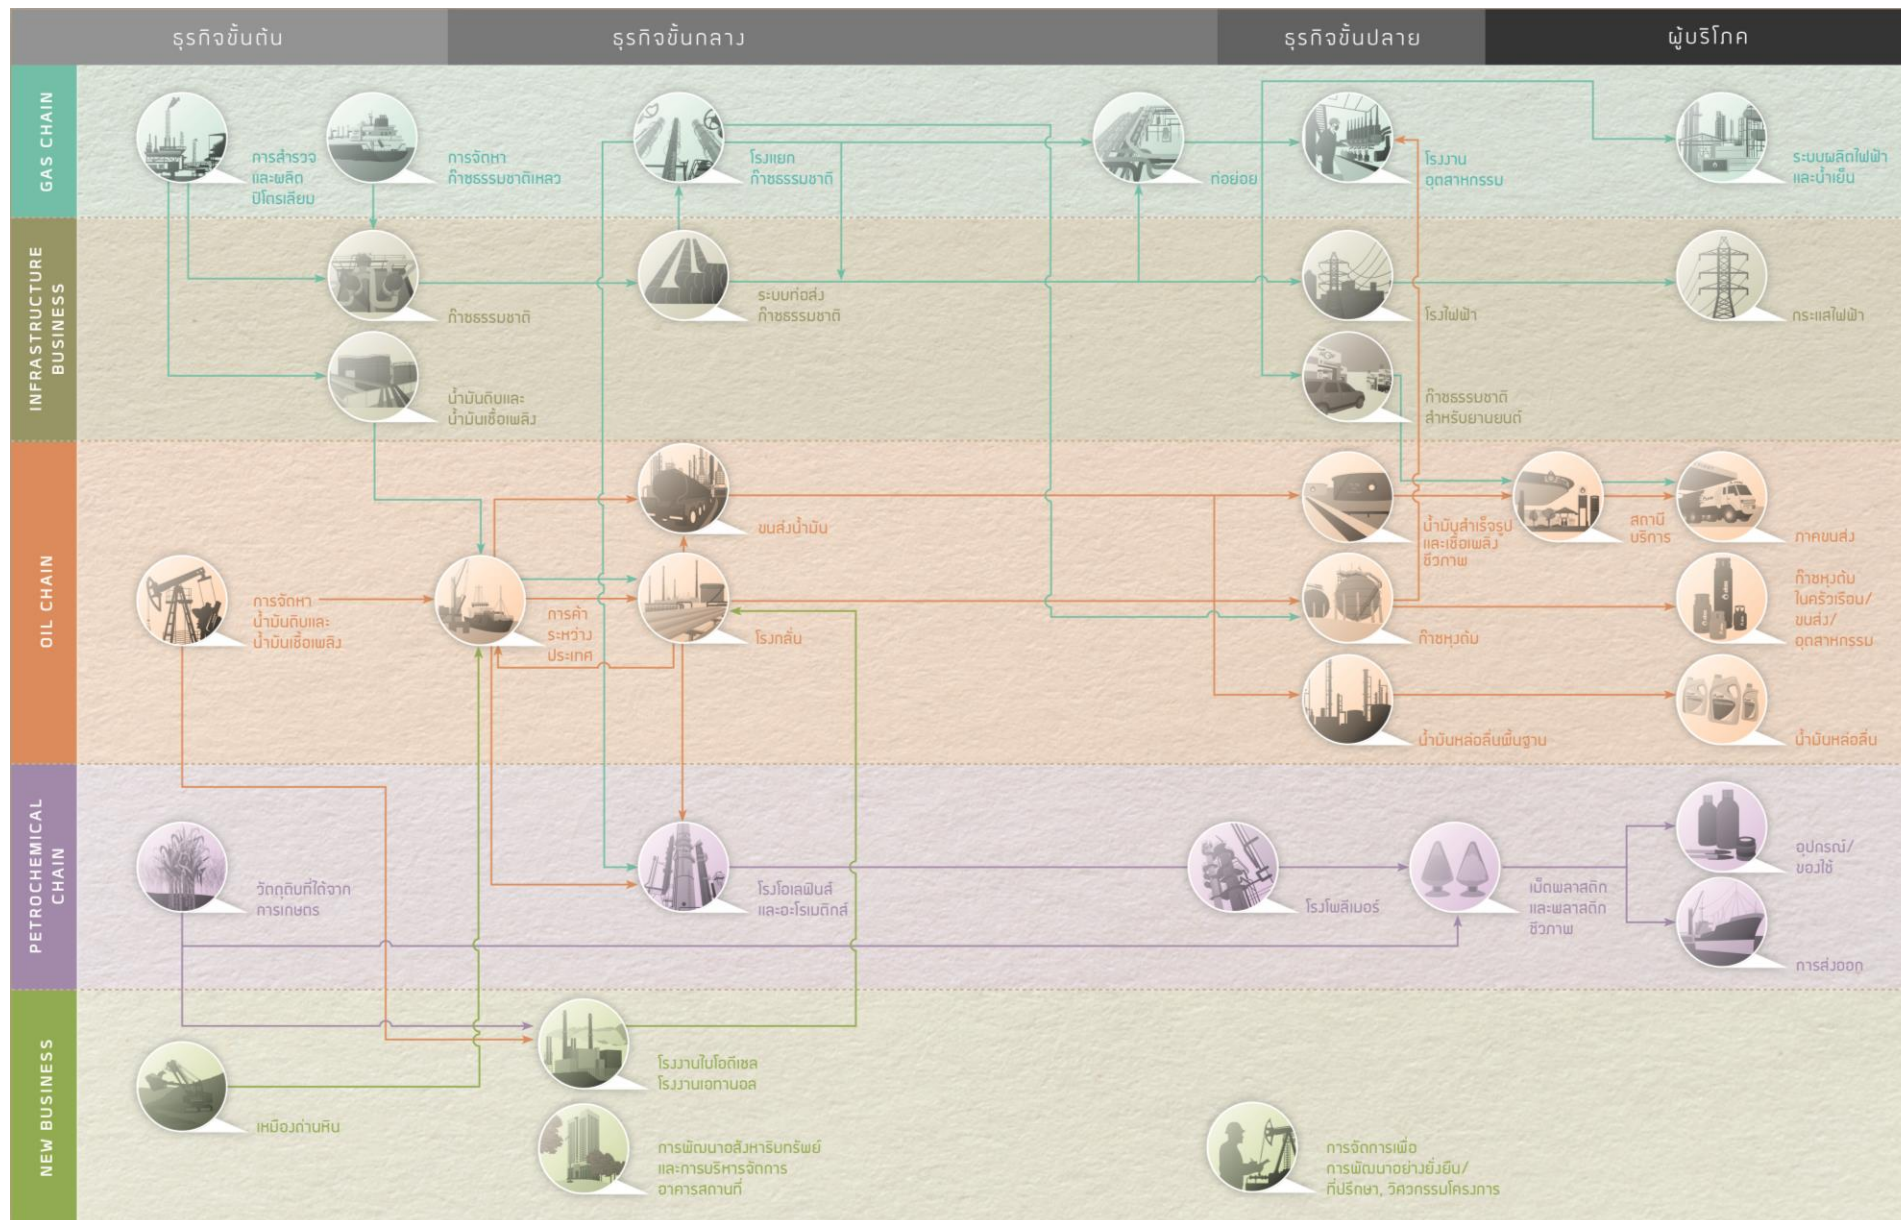 ธุรกิจขั้นต้น
ธุรกิจขั้นกลาง
ธุรกิจขั้นปลาย
ผู้บริโภค
GAS CHAIN
การสำรวจ
และผลิต
ปิโตรเลียม
การจัดหา
ก๊าซธรรมชาติเหลว
โรงแยก
ก๊าซธรรมชาติ
ท่อย่อย
โรงงาน
อุตสาหกรรม
ระบบผลิตไฟฟ้า
และน้ำเย็น
INFRASTRUCTURE
BUSINESS
ก๊าซธรรมชาติ
ระบบท่อส่ง
ก๊าซธรรมชาติ
โรงไฟฟ้า
กระแสไฟฟ้า
น้ำมันดิบและ
น้ำมันเชื้อเพลิง
ก๊าซธรรมชาติ
สำหรับยานยนต์
OIL CHAIN
ขนส่งน้ำมัน
น้ำมันสำเร็จรูป
และเชื้อเพลิง
ชีวภาพ
สถานี
บริการ
ภาคขนส่ง
การจัดหา
น้ำมันดิบและ
น้ำมันเชื้อเพลิง
การค้า
ระหว่าง
ประเทศ
โรงกลั่น
ก๊าซหุงต้ม
ก๊าซหุงต้ม
ในครัวเรือน/
ขนส่ง/
อุตสาหกรรม
น้ำมันหล่อลื่นพื้นฐาน
น้ำมันหล่อลื่น
PETROCHEMICAL
CHAIN
วัตถุดิบที่ได้จาก
การเกษตร
โรงโอเลฟินส์
และอะโรเมติกส์
โรงโพลีเมอร์
เม็ดพลาสติก
และพลาสติก
ชีวภาพ
อุปกรณ์/
ของใช้
การส่งออก
NEW BUSINESS
เหมืองถ่านหิน
โรงงานไบโอดีเซล
โรงงานเอทานอล
การพัฒนาอสังหาริมทรัพย์
และการบริหารจัดการ
อาคารสถานที่
การจัดการเพื่อ
การพัฒนาอย่างยั่งยืน/
ที่ปรึกษา, วิศวกรรมโครงการ